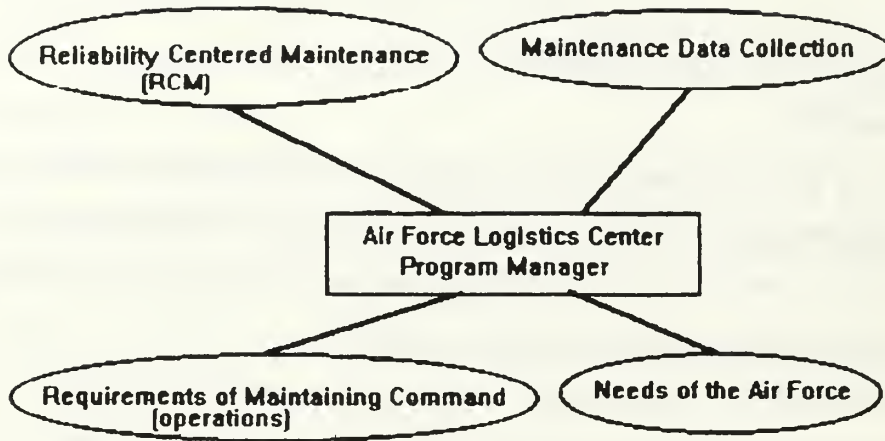 Reliability Centered Maintenance
(RCM)
Maintenance Data Collection
Air Force Logistics Center
Program Manager
Requirements of Maintaining Command
(operations)
Needs of the Air Force